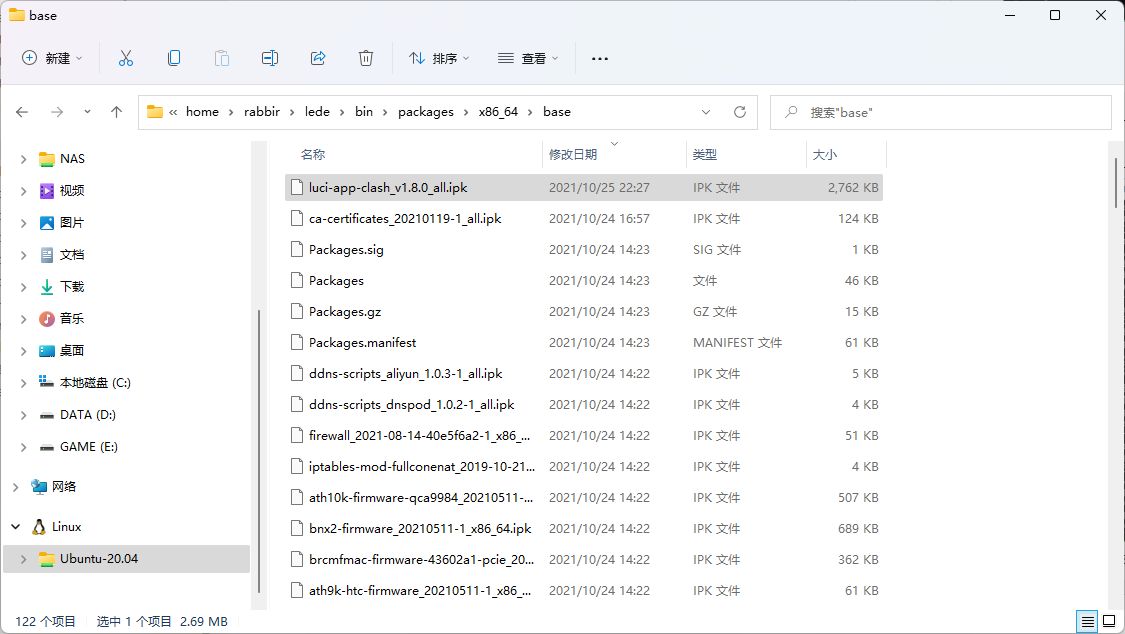 base
新建
排序
查看
« home › rabbir › lede › bin › packages › x86_64 › base
搜索"base"
NAS
视频
图片
文档
下载
音乐
桌面
本地磁盘 (C:)
DATA (D:)
GAME (E:)
网络
Linux
Ubuntu-20.04
名称 修改日期 类型 大小
luci-app-clash_v1.8.0_all.ipk 2021/10/25 22:27 IPK 文件 2,762 KB
ca-certificates_20210119-1_all.ipk 2021/10/24 16:57 IPK 文件 124 KB
Packages.sig 2021/10/24 14:23 SIG 文件 1 KB
Packages 2021/10/24 14:23 文件 46 KB
Packages.gz 2021/10/24 14:23 GZ 文件 15 KB
Packages.manifest 2021/10/24 14:23 MANIFEST 文件 61 KB
ddns-scripts_aliyun_1.0.3-1_all.ipk 2021/10/24 14:22 IPK 文件 5 KB
ddns-scripts_dnspod_1.0.2-1_all.ipk 2021/10/24 14:22 IPK 文件 4 KB
firewall_2021-08-14-40e5f6a2-1_x86_... 2021/10/24 14:22 IPK 文件 51 KB
iptables-mod-fullconenat_2019-10-21... 2021/10/24 14:22 IPK 文件 4 KB
ath10k-firmware-qca9984_20210511-... 2021/10/24 14:22 IPK 文件 507 KB
bnx2-firmware_20210511-1_x86_64.ipk 2021/10/24 14:22 IPK 文件 689 KB
brcmfmac-firmware-43602a1-pcie_20... 2021/10/24 14:22 IPK 文件 362 KB
ath9k-htc-firmware_20210511-1_x86_... 2021/10/24 14:22 IPK 文件 61 KB
122 个项目 选中 1 个项目 2.69 MB